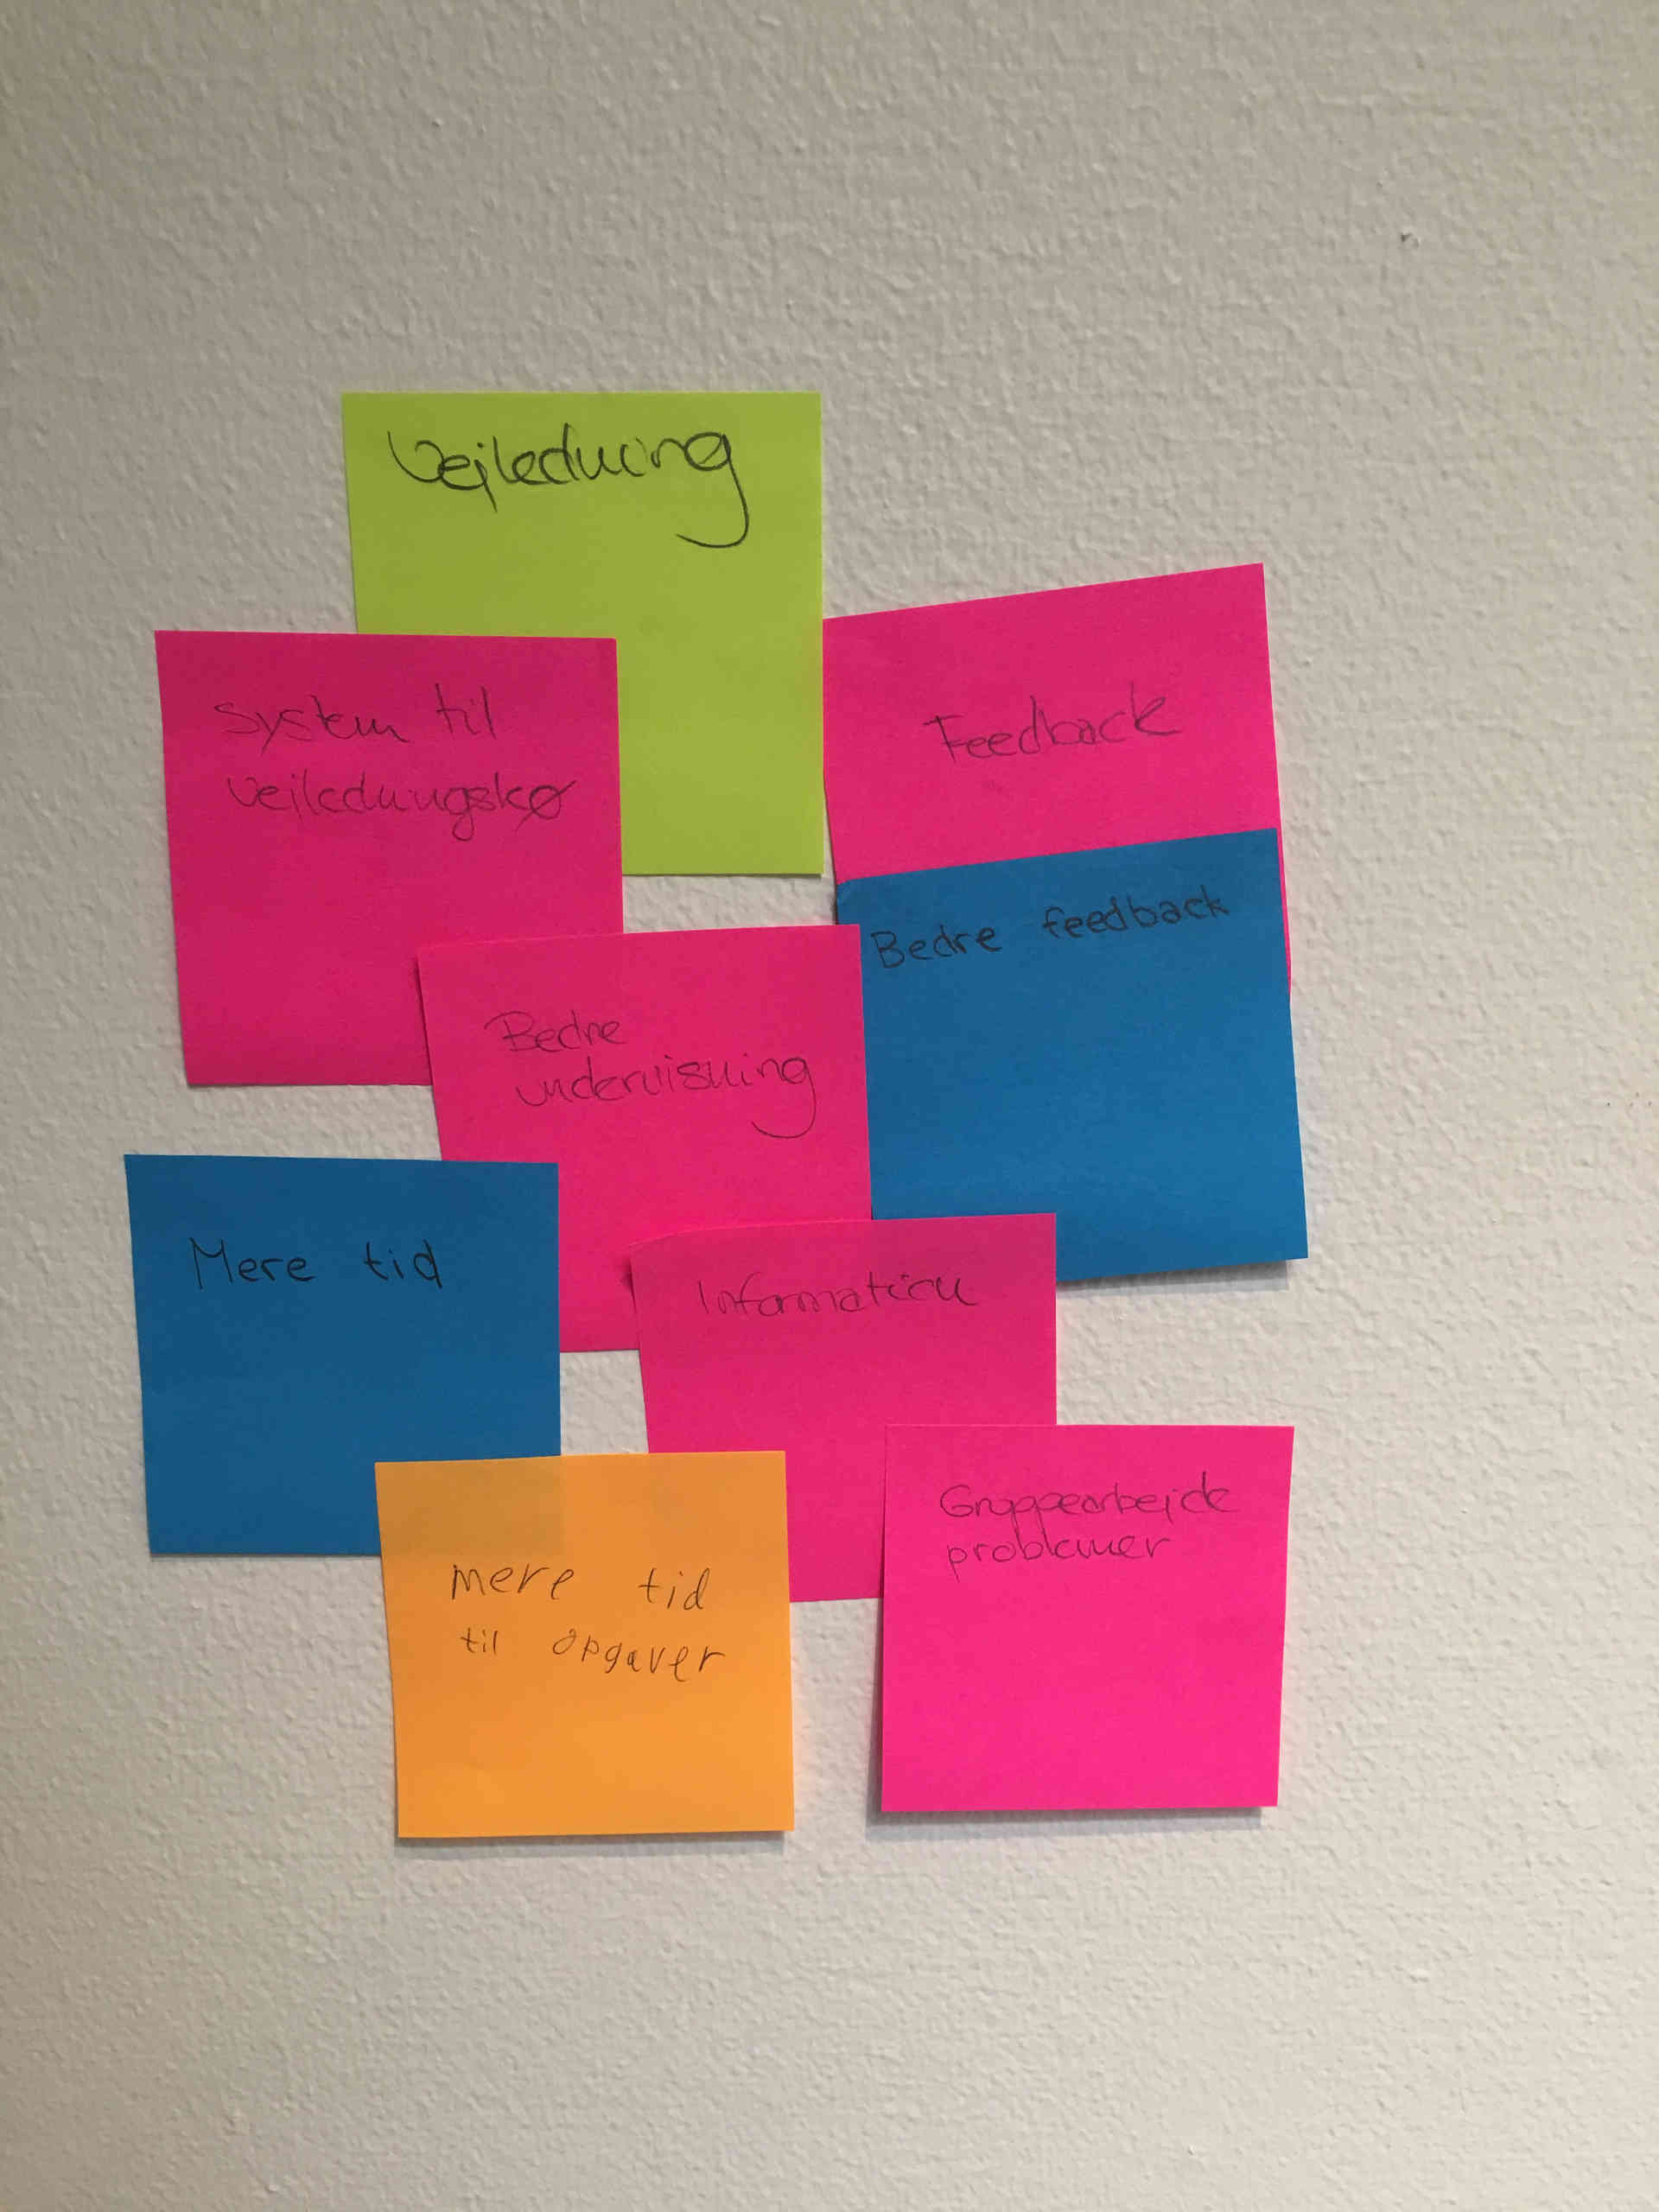 Vejledning
System til
vejledningskø
Feedback
Bedre feedback
Bedre
undervisning
Mere tid
Information
mere tid
til opgaver
Gruppearbejde
problemer